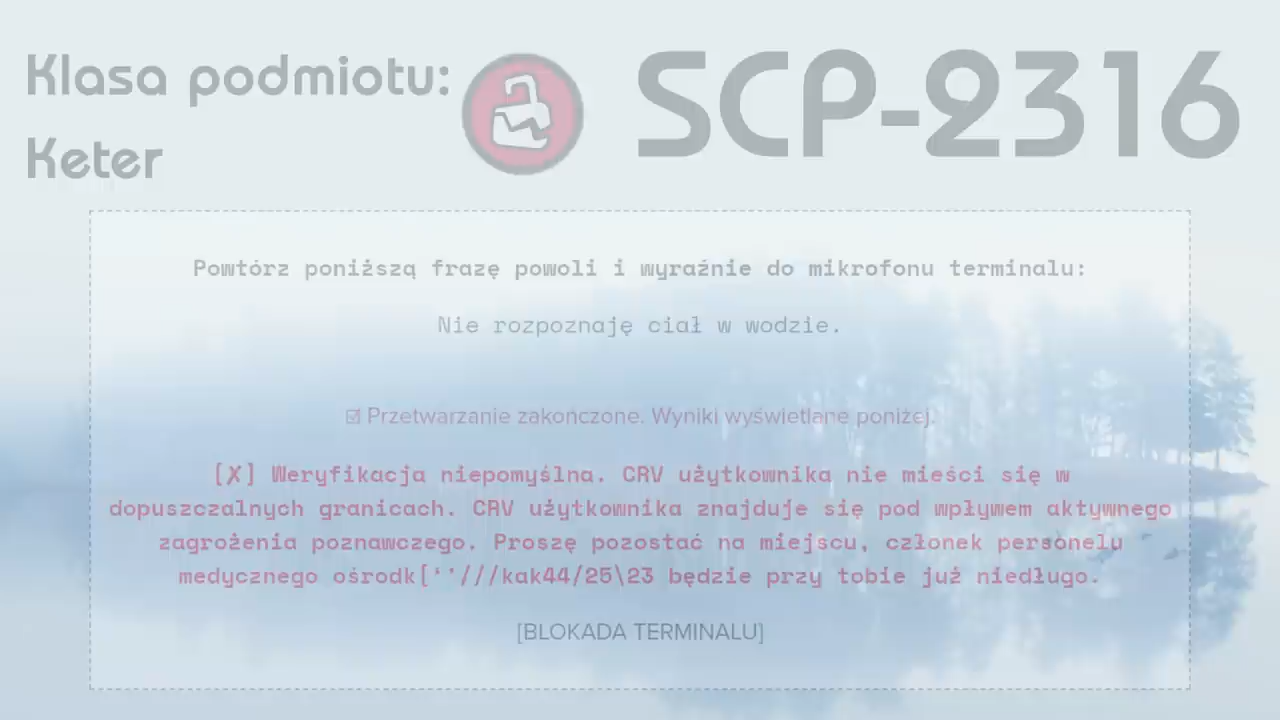 Klasa podmiotu:
Keter
SCP-2316
Powtórz poniższą frazę powoli i wyraźnie do mikrofonu terminalu:
Nie rozpoznaję ciał w wodzie.
☑ Przetwarzanie zakończone. Wyniki wyświetlane poniżej.
[X] Weryfikacja niepomyślna. CRV użytkownika nie mieści się w
dopuszczalnych granicach. CRV użytkownika znajduje się pod wpływem aktywnego
zagrożenia poznawczego. Proszę pozostać na miejscu, członek personelu
medycznego ośrodk[‘’///kak44/25\23 będzie przy tobie już niedługo.
[BLOKADA TERMINALU]